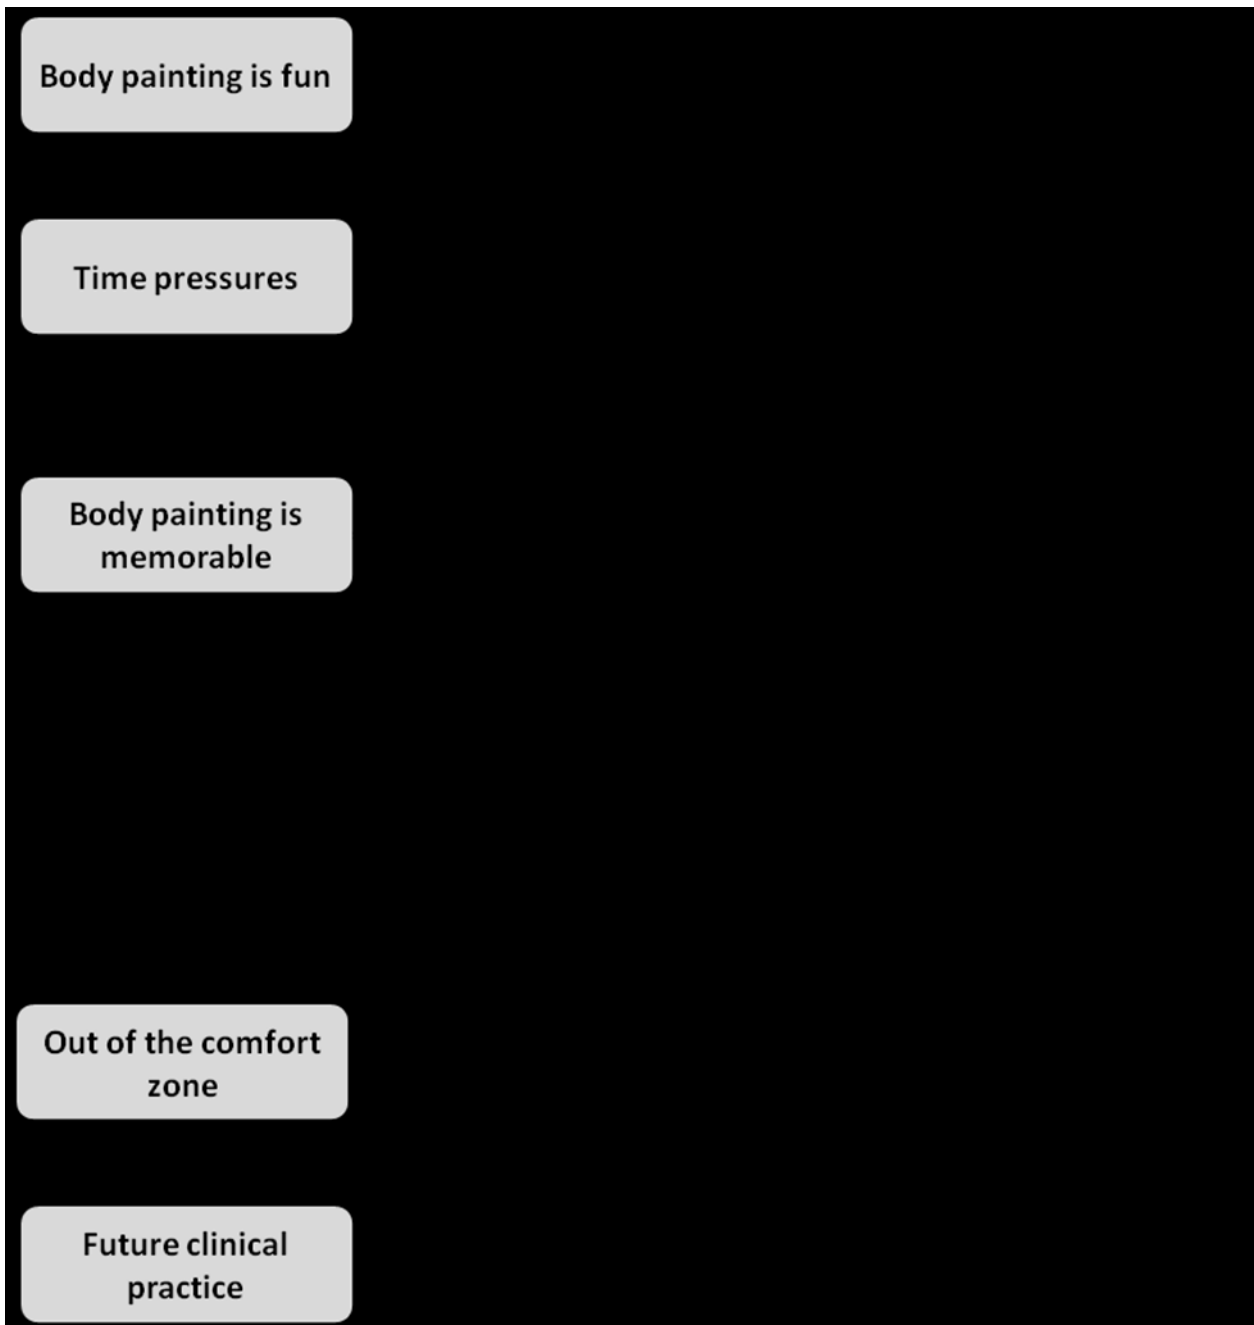 Body painting is fun
Time pressures
Body painting is
memorable
Out of the comfort
zone
Future clinical
practice